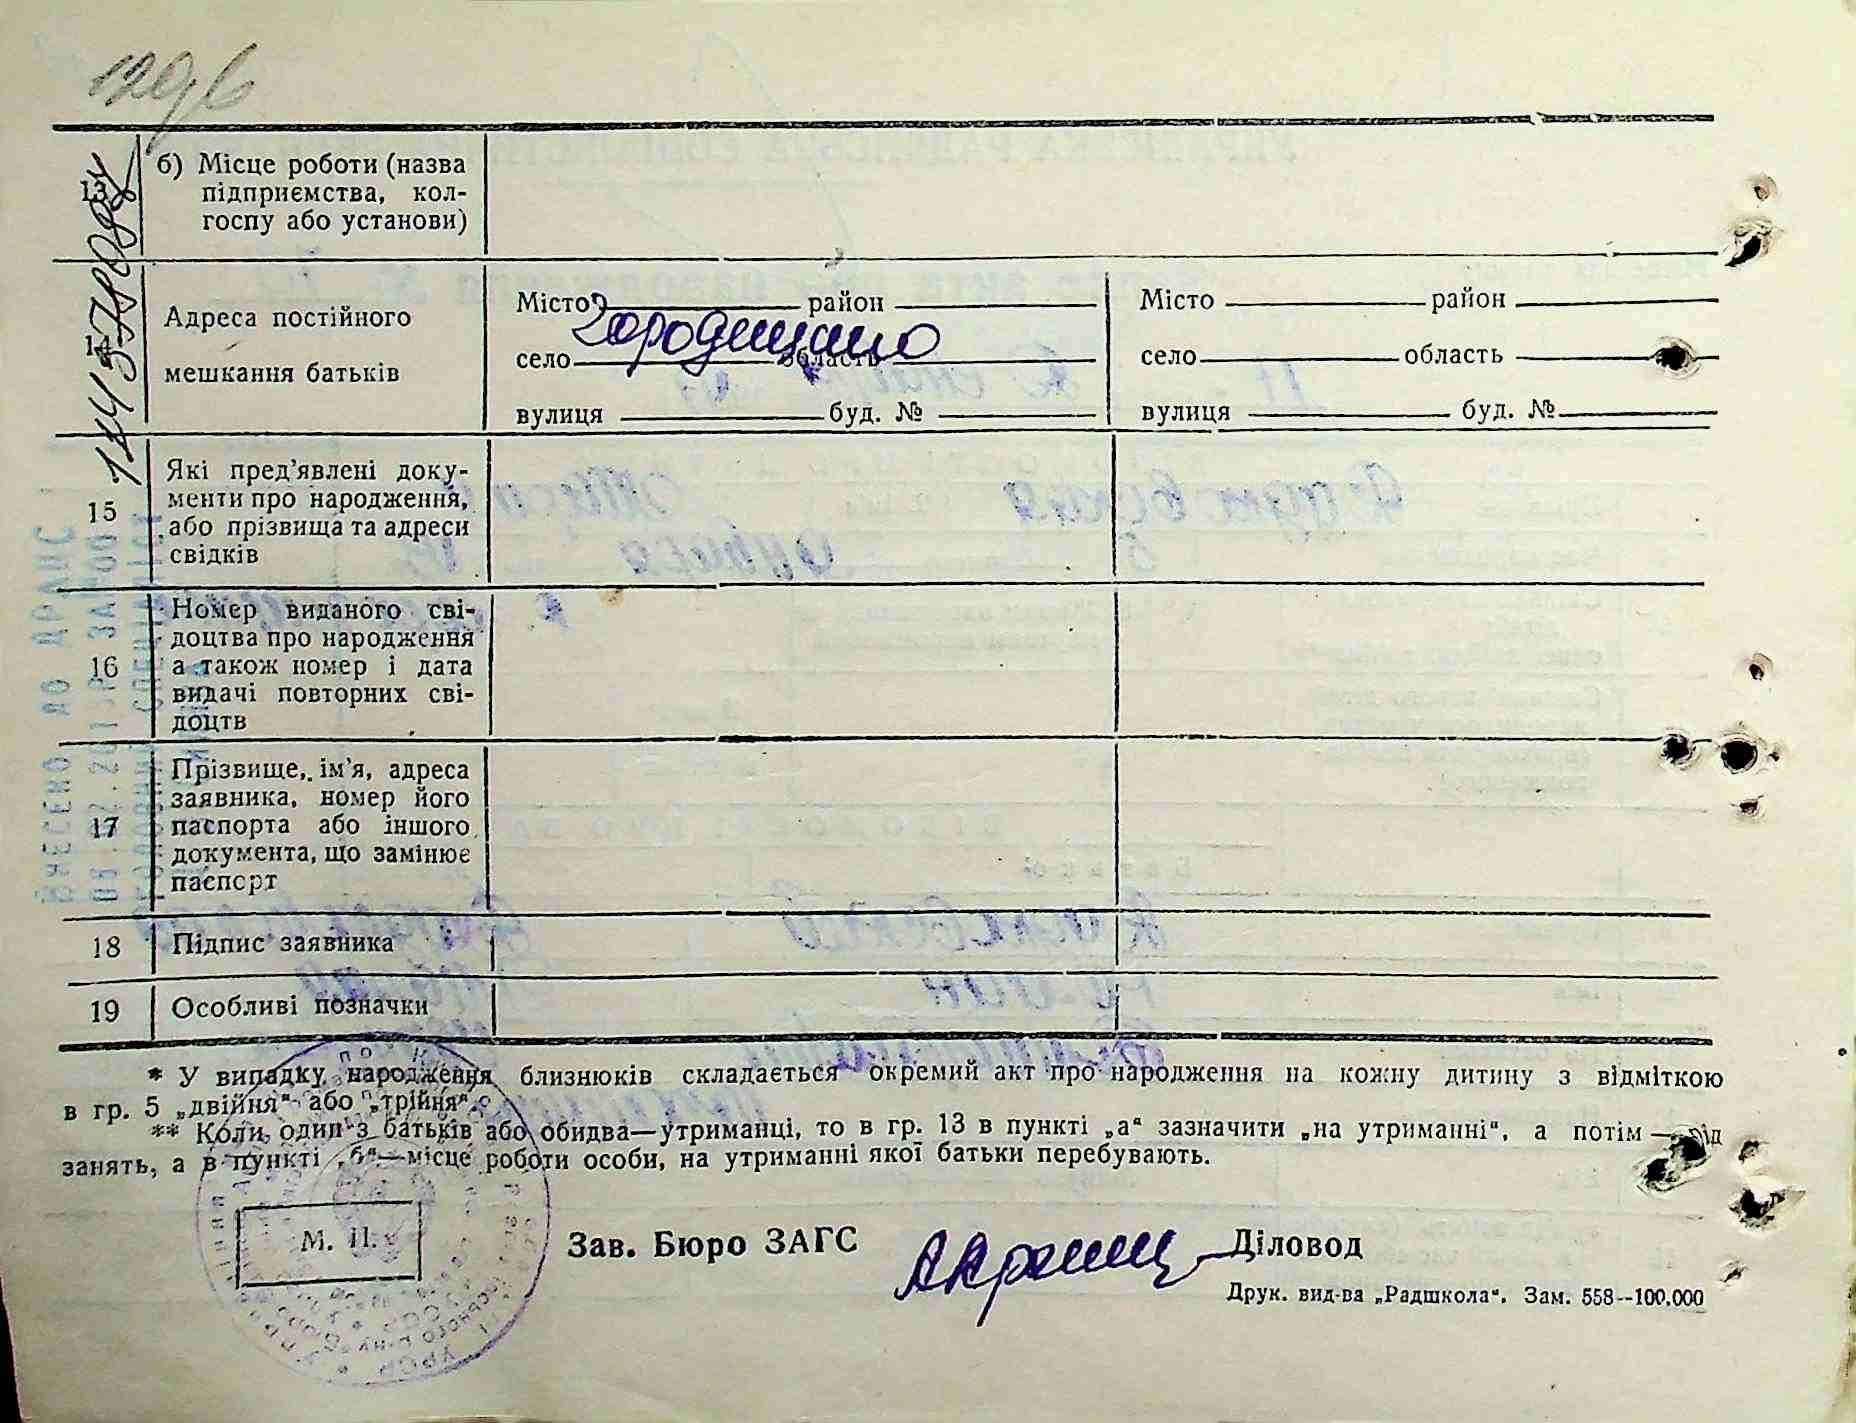 129б
13
б) Місце роботи (назва
підприємства, кол-
госпу або установи)
14
Адреса постійного
мешкання батьків
Місто район
село Городищано область
вулиця буд. №
Місто район
село область
вулиця буд. №
15
Які пред'явлені доку-
менти про народження,
або прізвища та адреси
свідків
16
Номер виданого сві-
доцтва про народження
а також номер і дата
видачі повторних сві-
доцтв
17
Прізвище, ім'я, адреса
заявника, номер його
паспорта або іншого
документа, що замінює
паспорт
18 Підпис заявника
19 Особливі позначки
* У випадку народження близнюків складається окремий акт про народження на кожну дитину з відміткою
в гр. 5 „двійня“ або „трійня“.
** Коли один з батьків або обидва—утриманці, то в гр. 13 в пункті „а“ зазначити „на утриманні“, а потім — рід
занять, а в пункті „б“—місце роботи особи, на утриманні якої батьки перебувають.
М. П.
Зав. Бюро ЗАГС
Діловод
Друк. вид-ва „Радшкола“. Зам. 558--100.000
ВНЕСЕНО ДО ДРАЦС